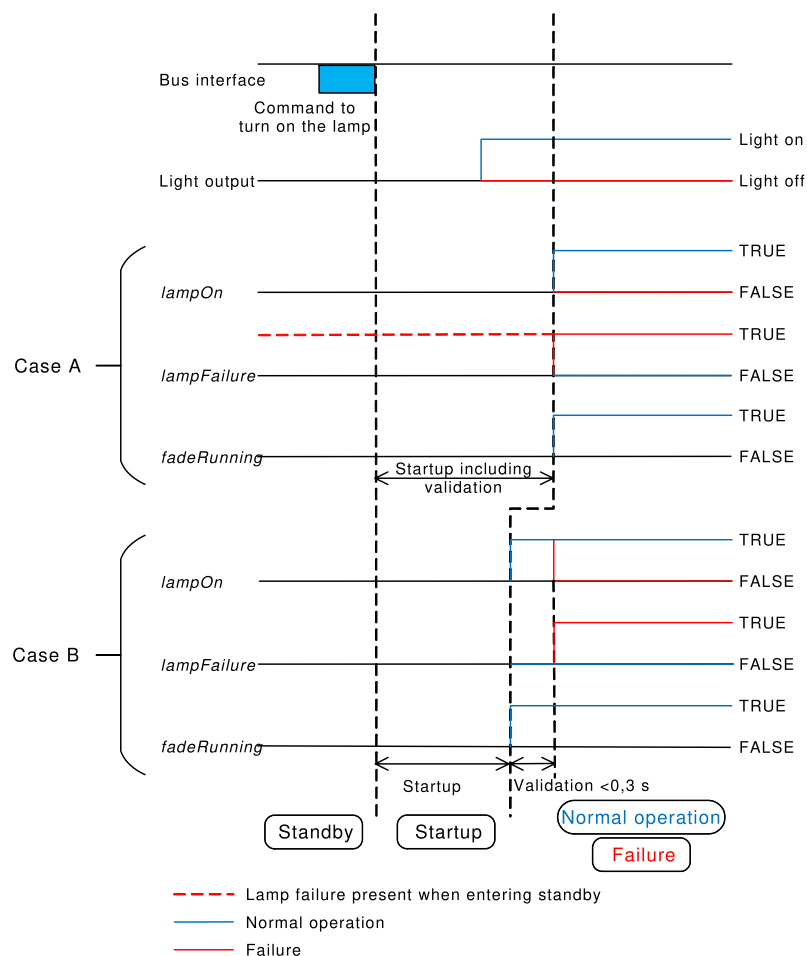 Bus interface
Command to
turn on the lamp
Light on
Light output
Light off
TRUE
lampOn
FALSE
TRUE
Case A
lampFailure
FALSE
TRUE
fadeRunning
FALSE
Startup including
validation
TRUE
lampOn
FALSE
TRUE
Case B
lampFailure
FALSE
TRUE
fadeRunning
FALSE
Startup
Validation <0,3 s
Standby
Startup
Normal operation
Failure
Lamp failure present when entering standby
Normal operation
Failure